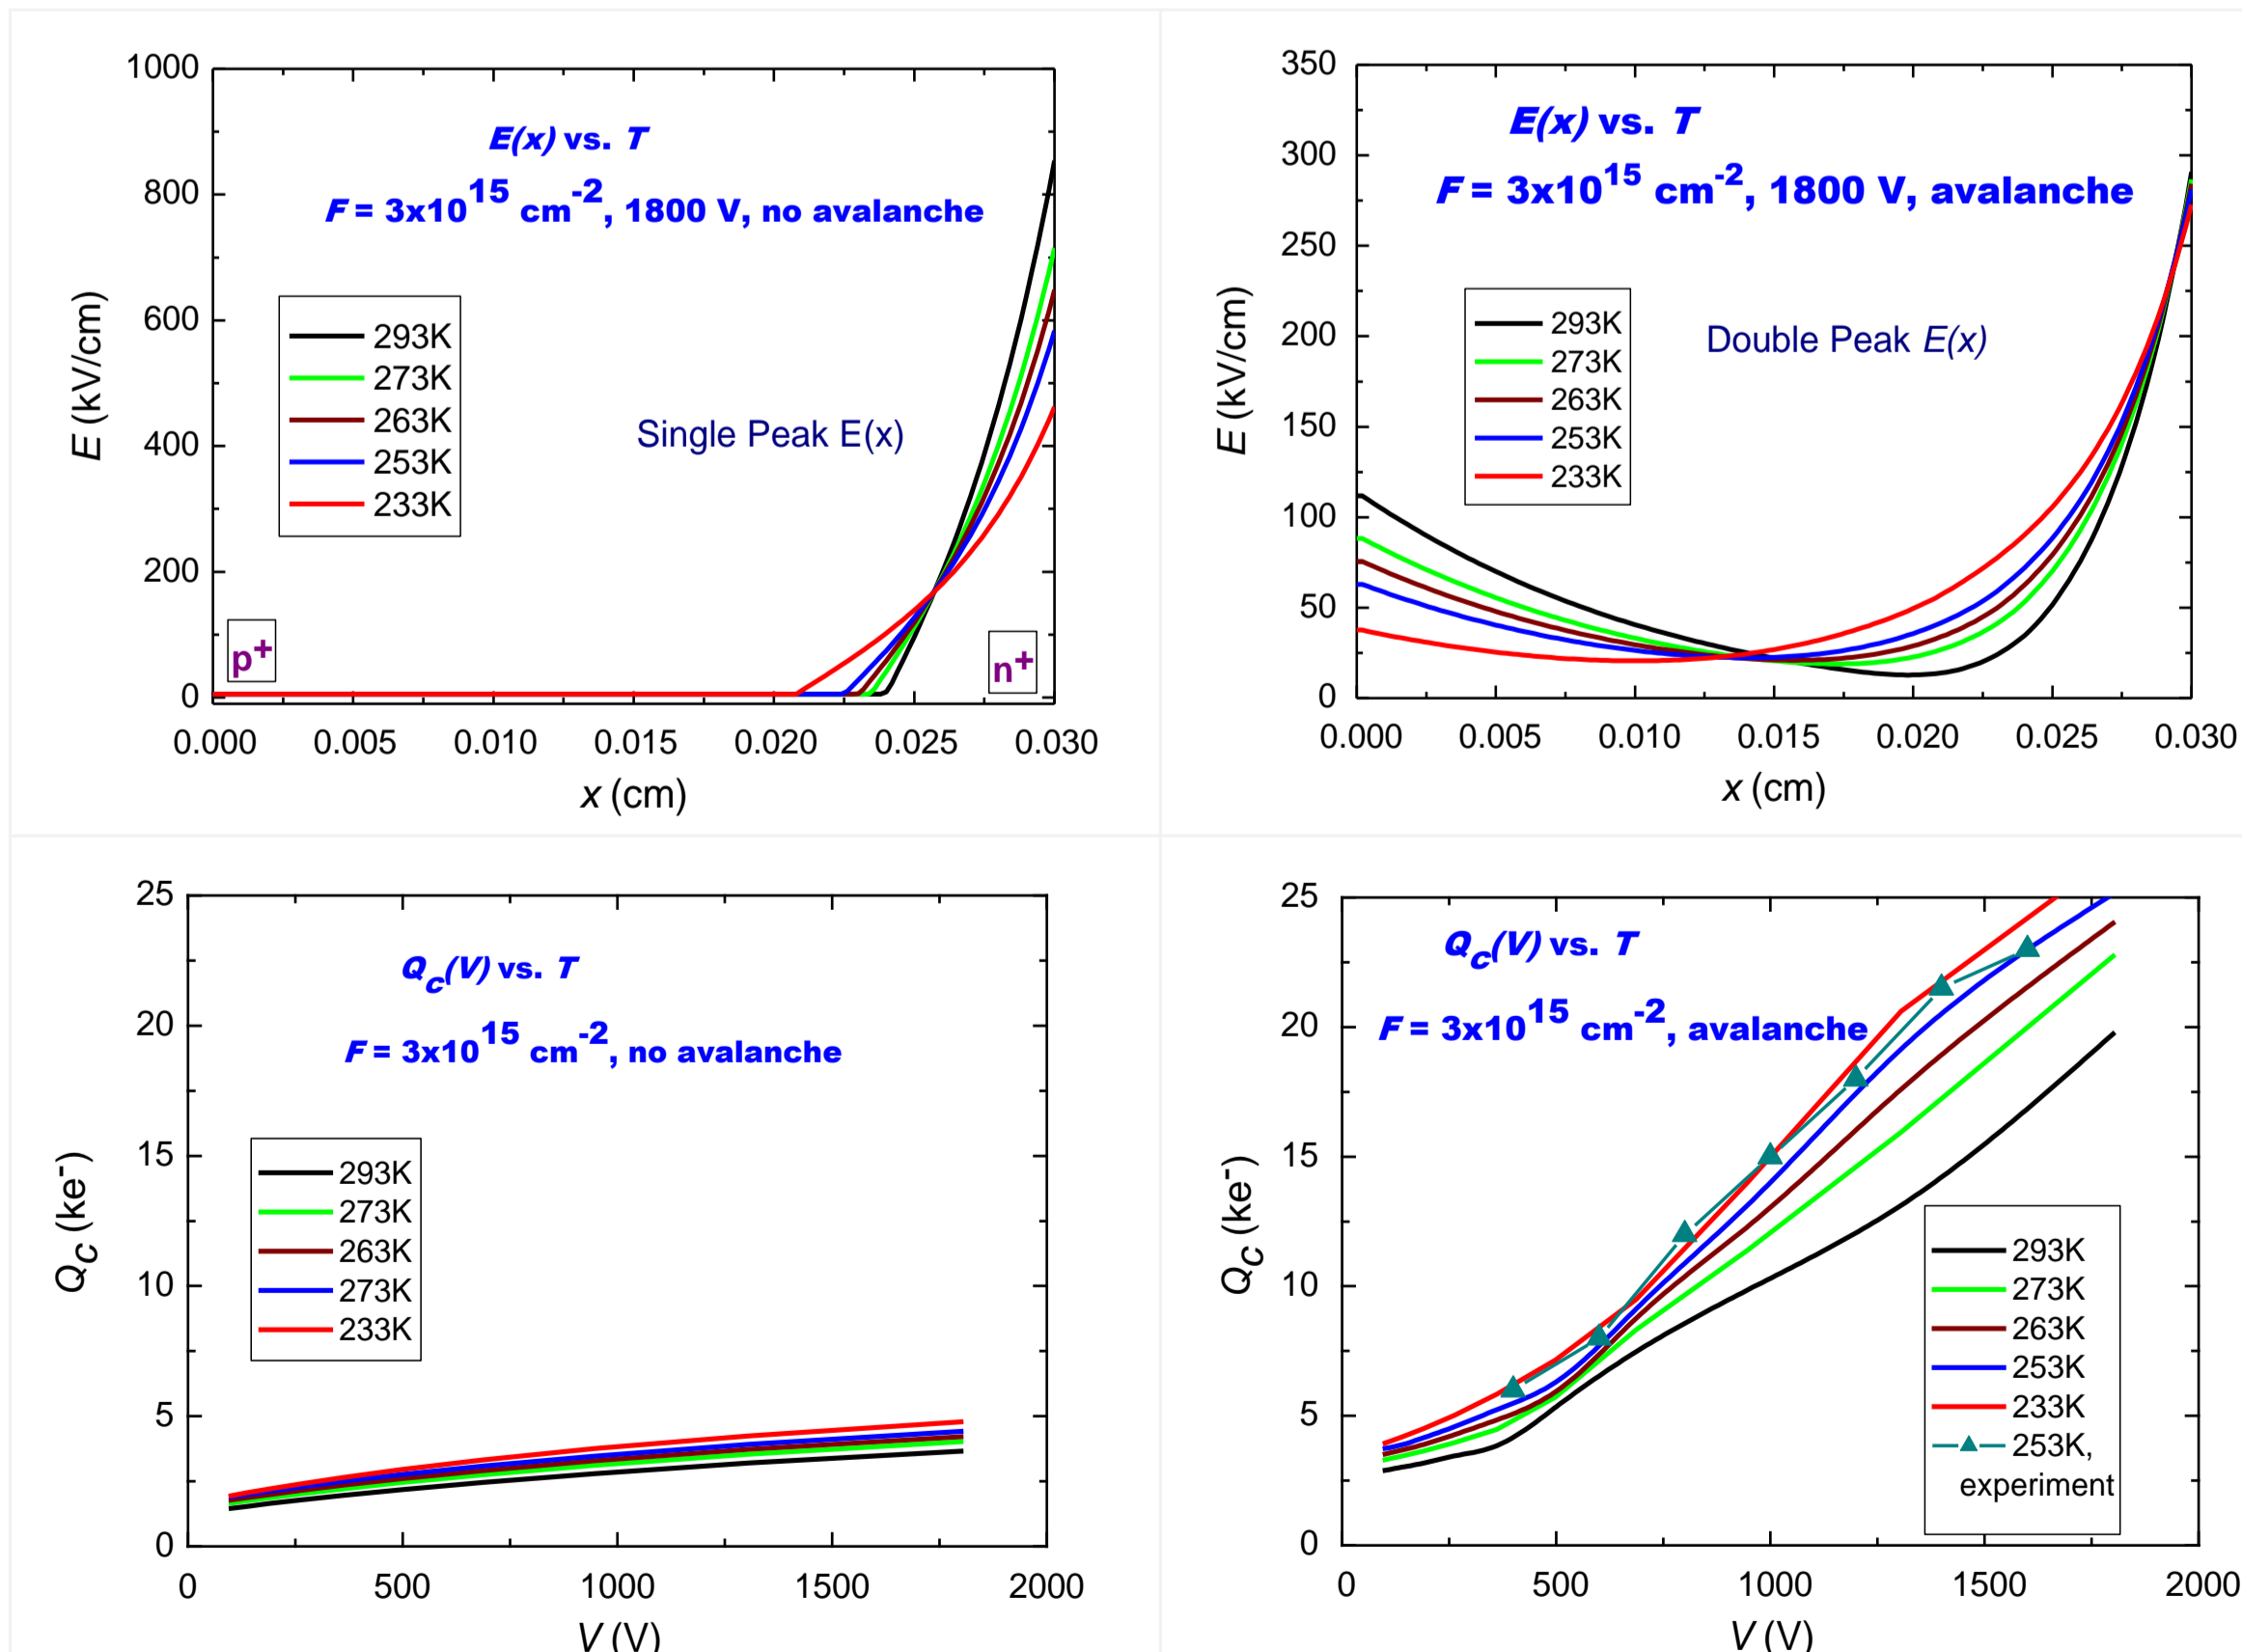 E(x) vs. T
F = 3x10^15 cm^-2, 1800 V, no avalanche
1000
800
600
400
200
0
E (kV/cm)
293K
273K
263K
253K
233K
Single Peak E(x)
p+
n+
0.000 0.005 0.010 0.015 0.020 0.025 0.030
x (cm)
E(x) vs. T
F = 3x10^15 cm^-2, 1800 V, avalanche
350
300
250
200
150
100
50
0
E (kV/cm)
293K
273K
263K
253K
233K
Double Peak E(x)
0.000 0.005 0.010 0.015 0.020 0.025 0.030
x (cm)
Qc(V) vs. T
F = 3x10^15 cm^-2, no avalanche
25
20
15
10
5
0
Qc (ke^-)
293K
273K
263K
273K
233K
0 500 1000 1500 2000
V (V)
Qc(V) vs. T
F = 3x10^15 cm^-2, avalanche
25
20
15
10
5
0
Qc (ke^-)
293K
273K
263K
253K
233K
253K,
experiment
0 500 1000 1500 2000
V (V)